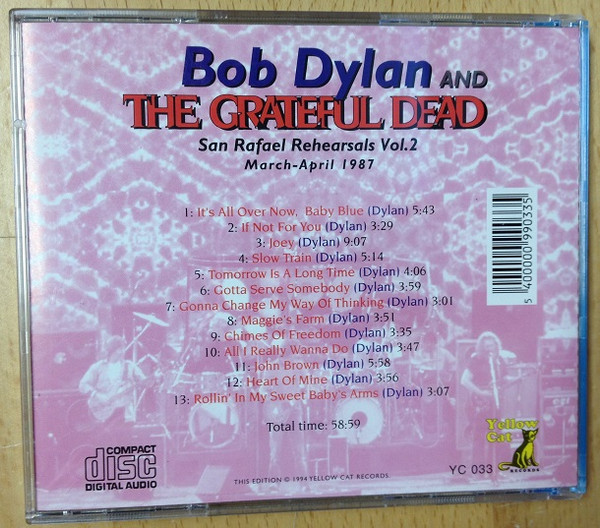 Bob Dylan AND
THE GRATEFUL DEAD
San Rafael Rehearsals Vol.2
March-April 1987
1: It's All Over Now, Baby Blue (Dylan) 5:43
2: If Not For You (Dylan) 3:29
3: Joey (Dylan) 9:07
4: Slow Train (Dylan) 5:14
5: Tomorrow Is A Long Time (Dylan) 4:06
6: Gotta Serve Somebody (Dylan) 3:59
7: Gonna Change My Way Of Thinking (Dylan) 3:01
8: Maggie's Farm (Dylan) 3:51
9: Chimes Of Freedom (Dylan) 3:35
10: All I Really Wanna Do (Dylan) 3:47
11: John Brown (Dylan) 5:58
12: Heart Of Mine (Dylan) 3:56
13: Rollin' In My Sweet Baby's Arms (Dylan) 3:07
Total time: 58:59
5 400000 990335
COMPACT
disc
DIGITAL AUDIO
THIS EDITION © 1994 YELLOW CAT RECORDS.
YC 033
Yellow
Cat
RECORDS